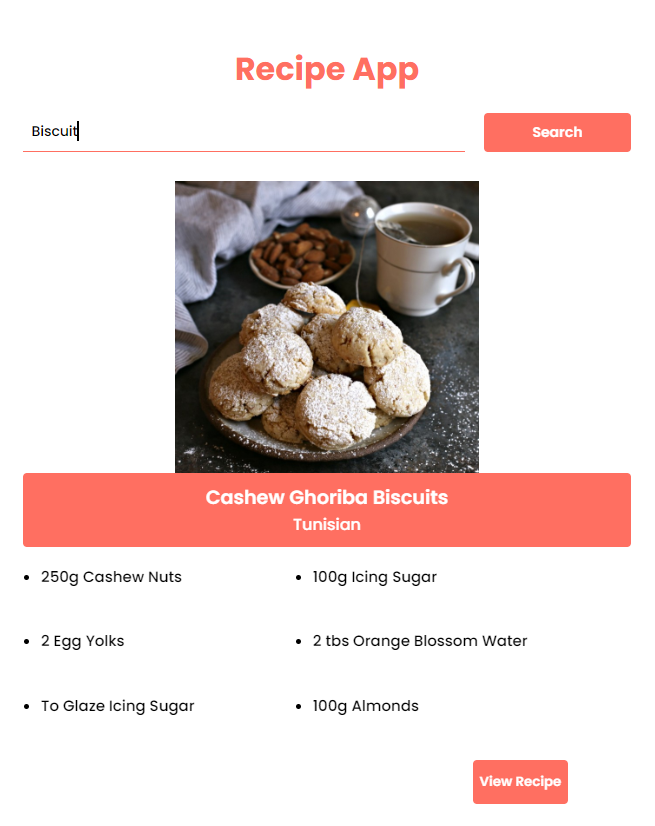 Recipe App
Biscuit
Search
Cashew Ghoriba Biscuits
Tunisian
250g Cashew Nuts
100g Icing Sugar
2 Egg Yolks
2 tbs Orange Blossom Water
To Glaze Icing Sugar
100g Almonds
View Recipe